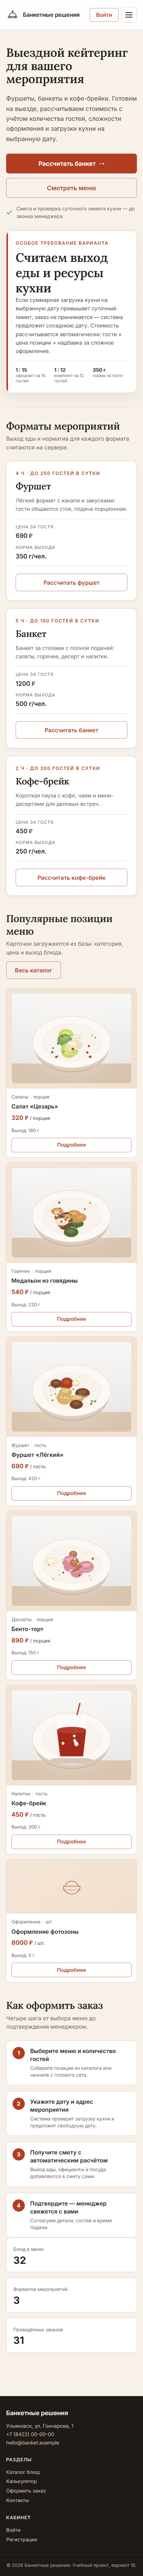 Банкетные решения
Войти
Выездной кейтеринг
для вашего
мероприятия
Фуршеты, банкеты и кофе-брейки. Готовим
на выезде, рассчитываем стоимость с
учётом количества гостей, сложности
оформления и загрузки кухни на
выбранную дату.
Рассчитать банкет →
Смотреть меню
Смета и проверка суточного лимита кухни — до
звонка менеджера
ОСОБОЕ ТРЕБОВАНИЕ ВАРИАНТА
Считаем выход
еды и ресурсы
кухни
Если суммарная загрузка кухни на
выбранную дату превышает суточный
лимит, заказ не принимается — система
предложит соседнюю дату. Стоимость
рассчитывается автоматически: гости +
цена позиции + надбавка за сложное
оформление.
1 : 15
официант на 15
гостей
1 : 12
комплект на 12
гостей
350 г
норма на гостя
Форматы мероприятий
Выход еды и норматив для каждого формата
считаются на сервере.
4 Ч · ДО 250 ГОСТЕЙ В СУТКИ
Фуршет
Лёгкий формат с канапе и закусками:
гости общаются стоя, подача порционная.
ЦЕНА ЗА ГОСТЯ
690 ₽
НОРМА ВЫХОДА
350 г/чел.
Рассчитать фуршет
5 Ч · ДО 180 ГОСТЕЙ В СУТКИ
Банкет
Банкет за столами с полной подачей:
салаты, горячее, десерт и напитки.
ЦЕНА ЗА ГОСТЯ
1200 ₽
НОРМА ВЫХОДА
500 г/чел.
Рассчитать банкет
2 Ч · ДО 300 ГОСТЕЙ В СУТКИ
Кофе-брейк
Короткая пауза с кофе, чаем и мини-
десертами для деловых встреч.
ЦЕНА ЗА ГОСТЯ
450 ₽
НОРМА ВЫХОДА
250 г/чел.
Рассчитать кофе-брейк
Популярные позиции
меню
Карточки загружаются из базы: категория,
цена и выход блюда.
Весь каталог
Салаты · порция
Салат «Цезарь»
320 ₽ / порция
Выход: 180 г
Подробнее
Горячее · порция
Медальон из говядины
540 ₽ / порция
Выход: 220 г
Подробнее
Фуршет · гость
Фуршет «Лёгкий»
690 ₽ / гость
Выход: 420 г
Подробнее
Десерты · порция
Бенто-торт
890 ₽ / порция
Выход: 150 г
Подробнее
Напитки · гость
Кофе-брейк
450 ₽ / гость
Выход: 300 г
Подробнее
Оформление · шт.
Оформление фотозоны
8000 ₽ / шт.
Выход: 0 г
Подробнее
Как оформить заказ
Четыре шага от выбора меню до
подтверждения менеджером.
1
Выберите меню и количество
гостей
Собираем позиции из каталога или
начните с готового сета.
2
Укажите дату и адрес
мероприятия
Система проверит загрузку кухни и
предложит свободную дату.
3
Получите смету с
автоматическим расчётом
Выход еды, официанты и посуда
добавляются в смету сами.
4
Подтвердите — менеджер
свяжется с вами
Согласуем детали, состав и время
подачи.
Блюд в меню
32
Форматов мероприятий
3
Проведённых заказов
31
Банкетные решения
Ульяновск, ул. Гончарова, 1
+7 (8422) 00-00-00
hello@banket.example
РАЗДЕЛЫ
Каталог блюд
Калькулятор
Оформить заказ
Контакты
КАБИНЕТ
Войти
Регистрация
© 2026 Банкетные решения. Учебный проект, вариант 16.